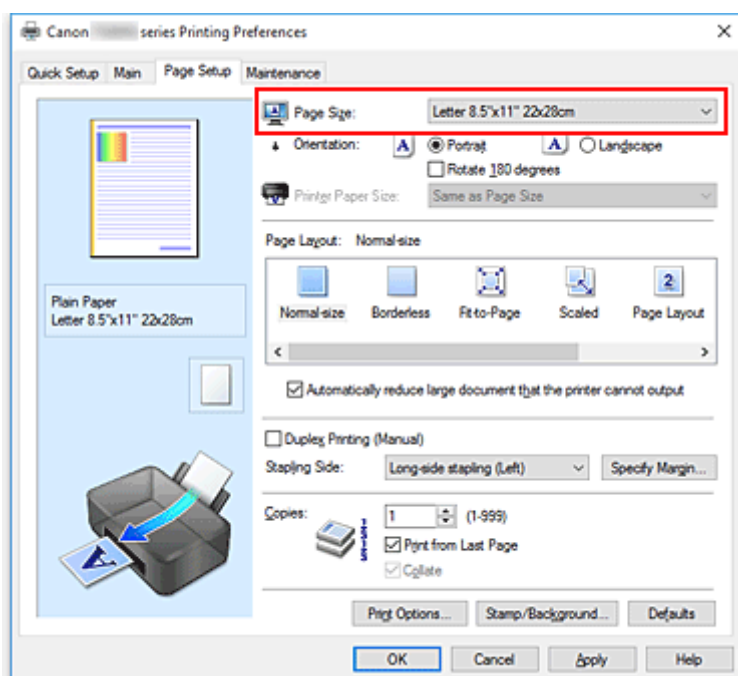 Canon series Printing Preferences
Quick Setup Main Page Setup Maintenance
Page Size: Letter 8.5"x11" 22x28cm
Orientation: A Portrait A Landscape
Rotate 180 degrees
Printer Paper Size: Same as Page Size
Page Layout: Normal-size
2
Normal-size Borderless Fit-to-Page Scaled Page Layout
Plain Paper
Letter 8.5"x11" 22x28cm
Automatically reduce large document that the printer cannot output
Duplex Printing (Manual)
Stapling Side: Long-side stapling (Left) Specify Margin...
Copies: 1 (1-999)
Print from Last Page
Collate
A
Print Options... Stamp/Background... Defaults
OK Cancel Apply Help